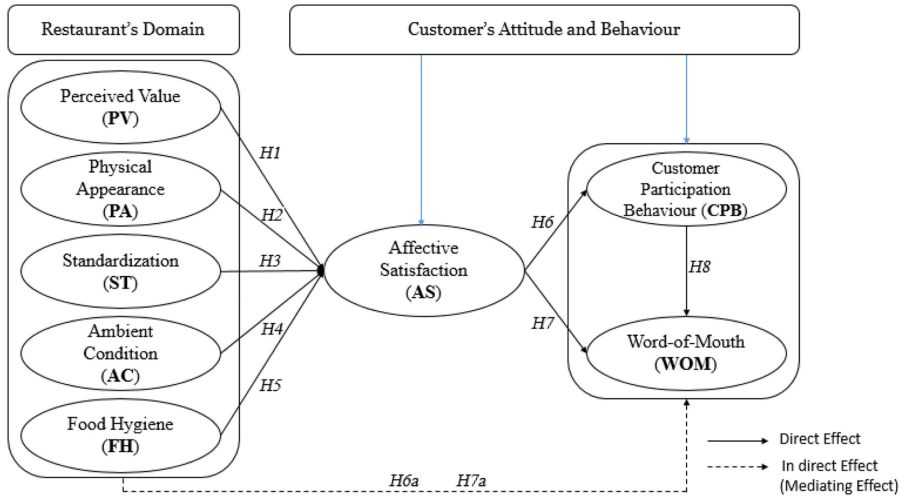 Restaurant's Domain
Customer's Attitude and Behaviour
Perceived Value
(PV)
Physical
Appearance
(PA)
Standardization
(ST)
Ambient
Condition
(AC)
Food Hygiene
(FH)
H1
H2
H3
H4
H5
Affective
Satisfaction
(AS)
H6
H7
Customer
Participation
Behaviour (CPB)
H8
Word-of-Mouth
(WOM)
H6a H7a
Direct Effect
In direct Effect
(Mediating Effect)